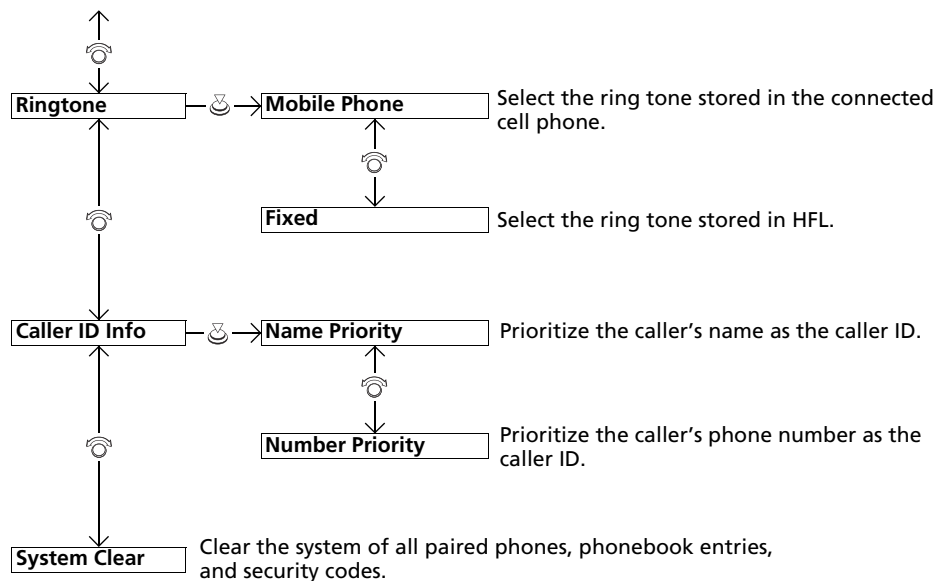 Ringtone
Mobile Phone
Select the ring tone stored in the connected
cell phone.
Fixed
Select the ring tone stored in HFL.
Caller ID Info
Name Priority
Prioritize the caller’s name as the caller ID.
Number Priority
Prioritize the caller’s phone number as the
caller ID.
System Clear
Clear the system of all paired phones, phonebook entries,
and security codes.